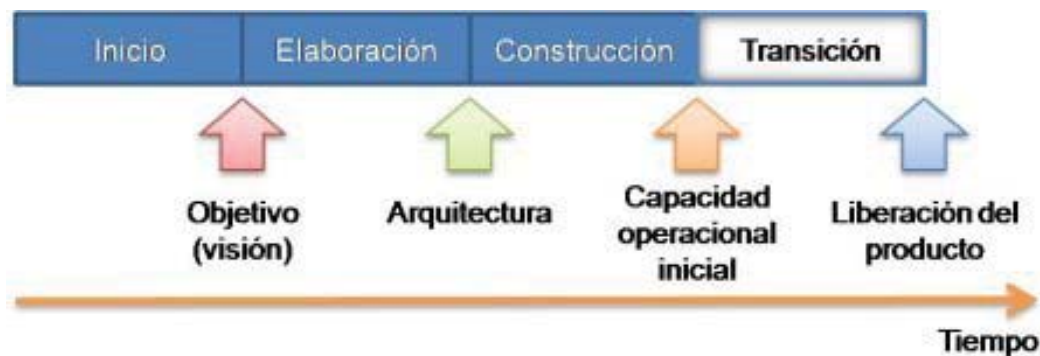 Inicio Elaboración Construcción Transición
Objetivo
(visión)
Arquitectura
Capacidad
operacional
inicial
Liberación del
producto
Tiempo